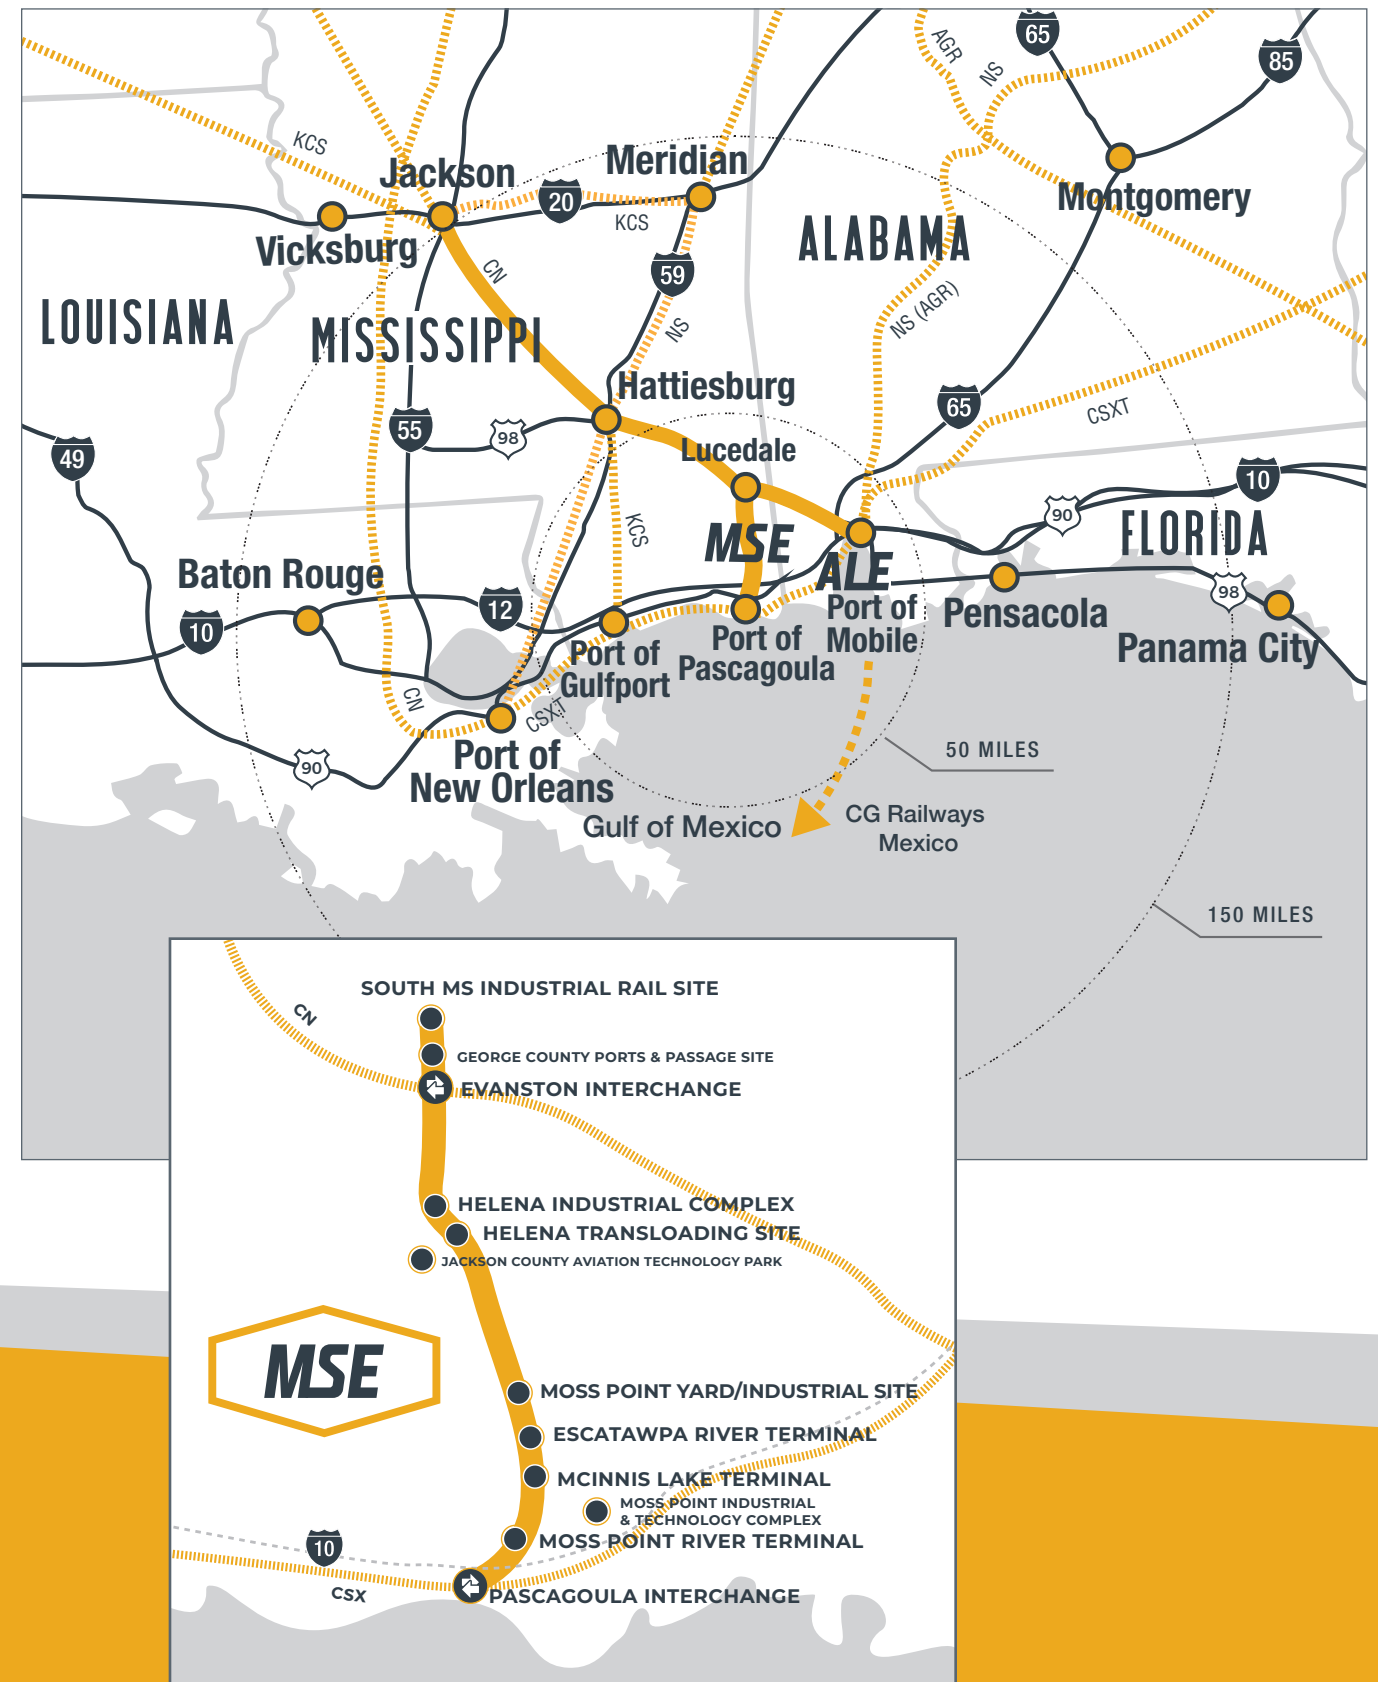 65
85
AGR
NS
KCS
Jackson
Meridian
20
KCS
Montgomery
Vicksburg
CN
59
ALABAMA
LOUISIANA
MISSISSIPPI
NS
NS (AGR)
Hattiesburg
65
CSXT
55
98
49
Lucedale
10
90
FLORIDA
KCS
MSE
ALE
Baton Rouge
12
10
98
Port of
Mobile
Pensacola
Port of
Pascagoula
Port of
Gulfport
Panama City
CN
CSXT
Port of
New Orleans
90
50 MILES
Gulf of Mexico
CG Railways
Mexico
150 MILES
SOUTH MS INDUSTRIAL RAIL SITE
CN
GEORGE COUNTY PORTS & PASSAGE SITE
EVANSTON INTERCHANGE
HELENA INDUSTRIAL COMPLEX
HELENA TRANSLOADING SITE
JACKSON COUNTY AVIATION TECHNOLOGY PARK
MSE
MOSS POINT YARD/INDUSTRIAL SITE
ESCATAWPA RIVER TERMINAL
MCINNIS LAKE TERMINAL
MOSS POINT INDUSTRIAL
& TECHNOLOGY COMPLEX
MOSS POINT RIVER TERMINAL
10
CSX
PASCAGOULA INTERCHANGE